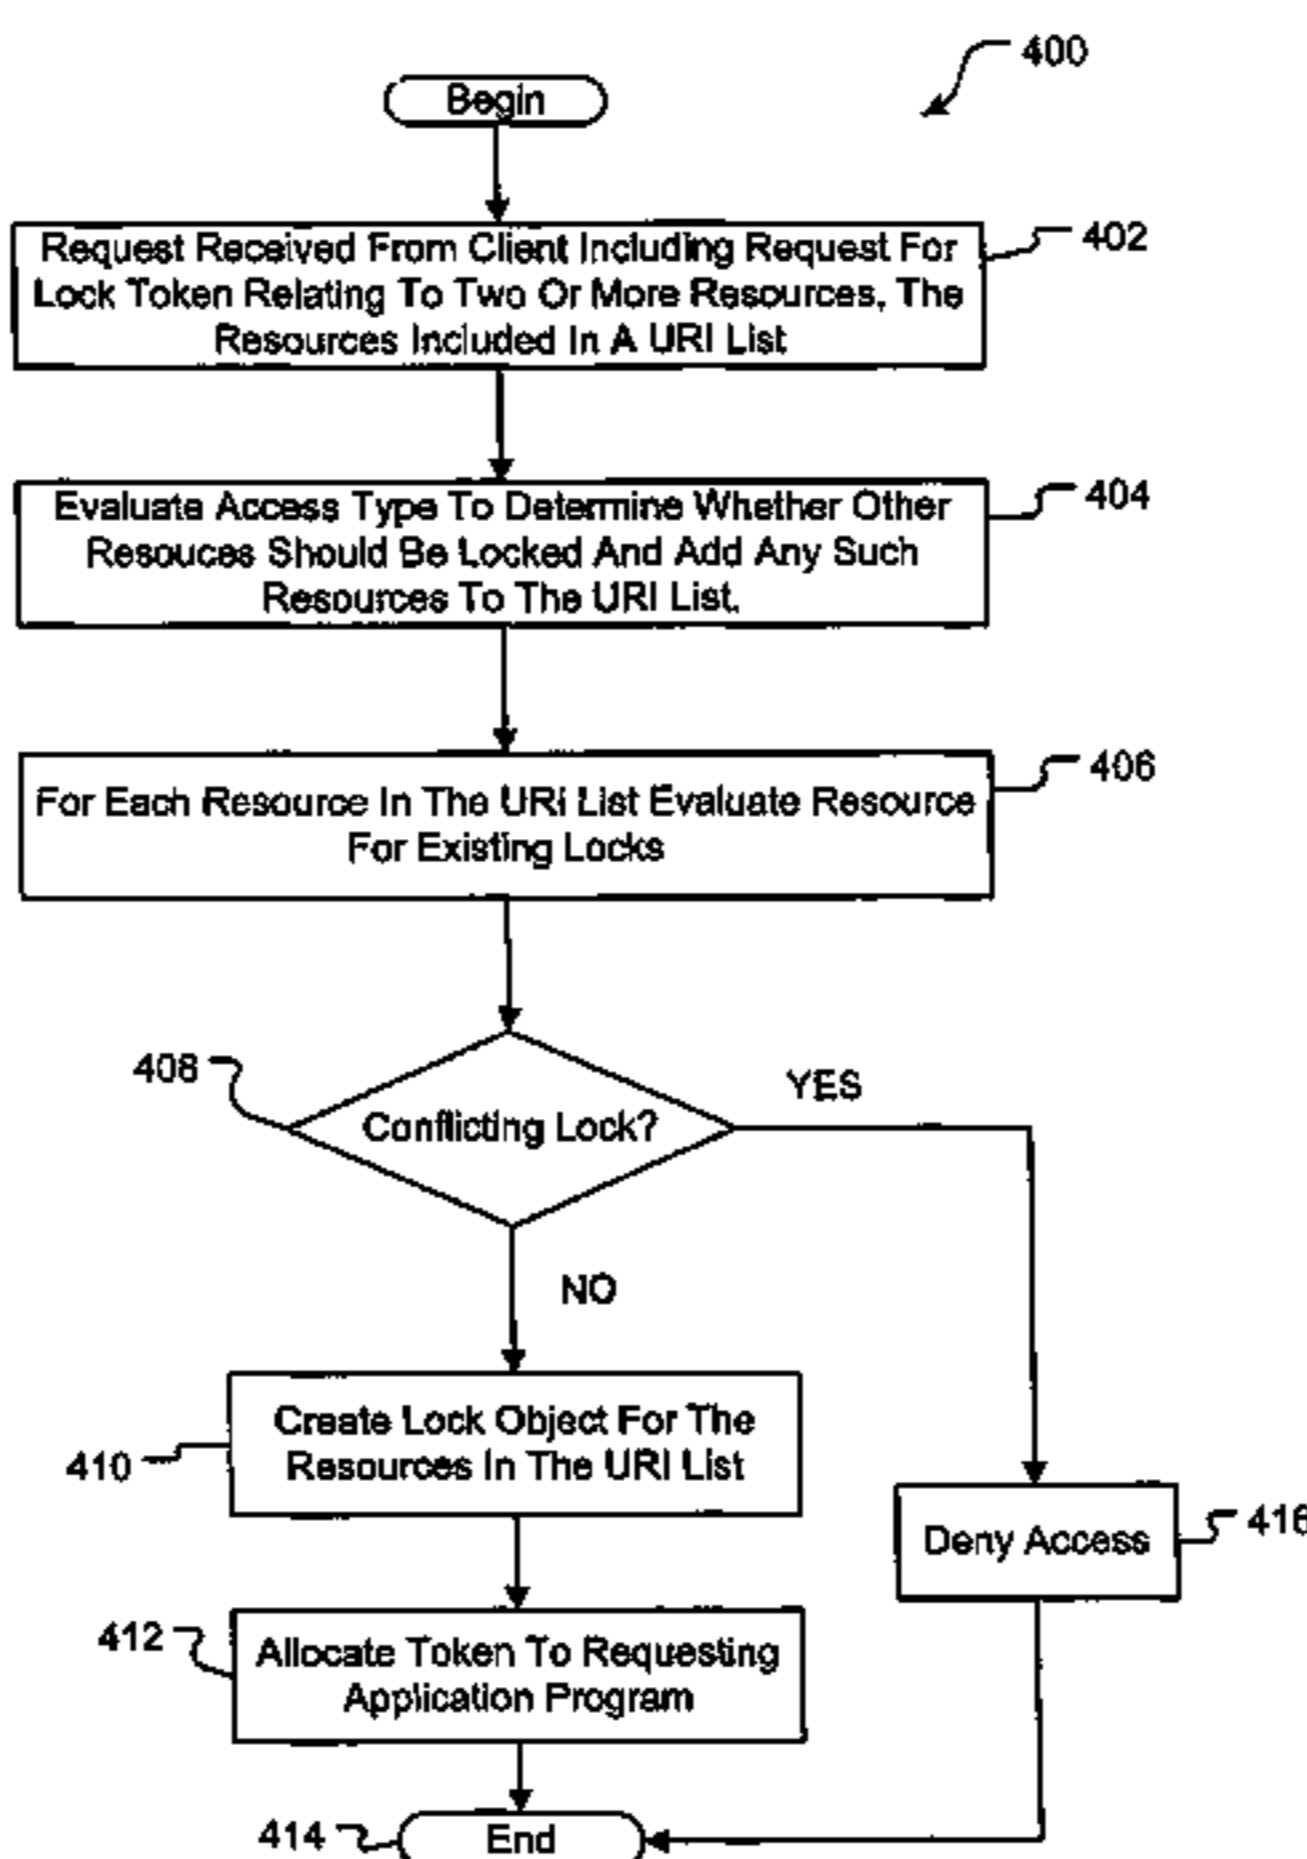 400
Begin
Request Received From Client Including Request For
Lock Token Relating To Two Or More Resources, The
Resources Included In A URI List
402
Evaluate Access Type To Determine Whether Other
Resouces Should Be Locked And Add Any Such
Resources To The URI List.
404
For Each Resource In The URI List Evaluate Resource
For Existing Locks
406
408
Conflicting Lock?
YES
NO
Create Lock Object For The
Resources In The URI List
410
Deny Access
416
412
Allocate Token To Requesting
Application Program
414
End